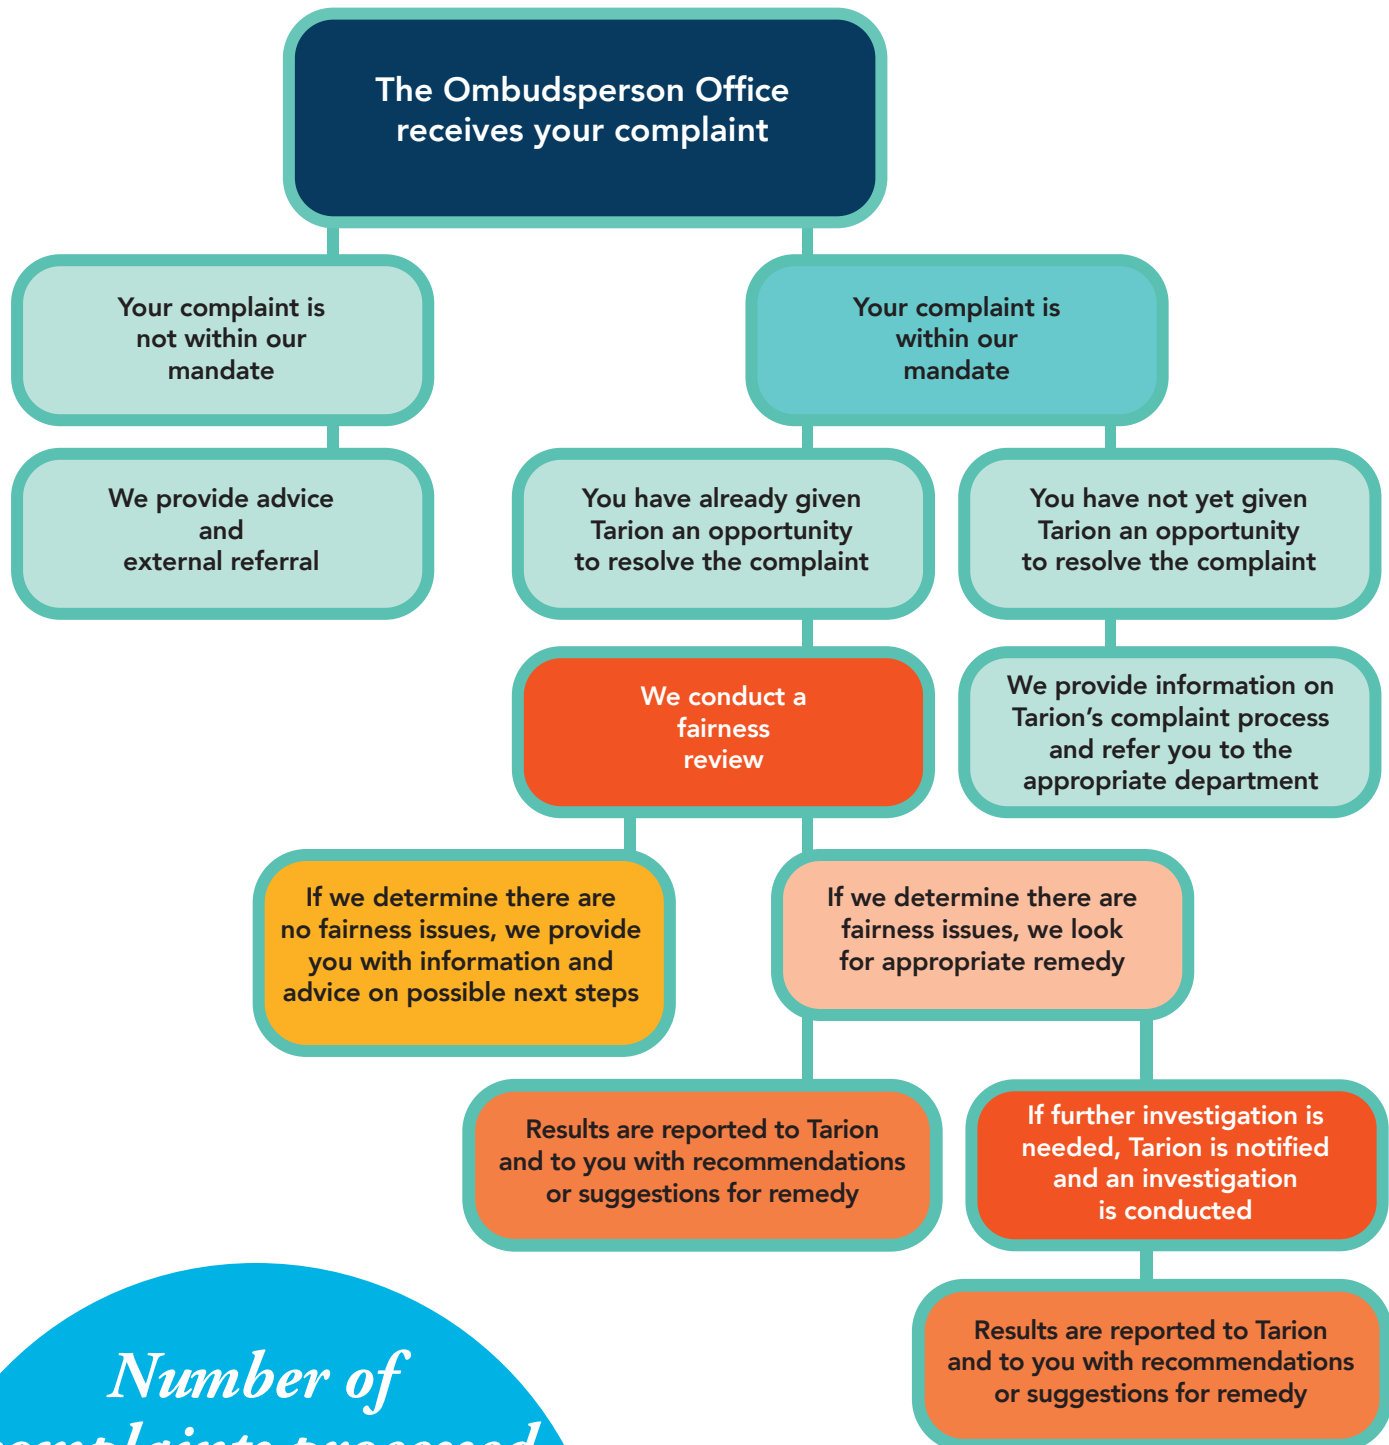 The Ombudsperson Office
receives your complaint
Your complaint is
not within our
mandate
Your complaint is
within our
mandate
We provide advice
and
external referral
You have already given
Tarion an opportunity
to resolve the complaint
You have not yet given
Tarion an opportunity
to resolve the complaint
We conduct a
fairness
review
We provide information on
Tarion’s complaint process
and refer you to the
appropriate department
If we determine there are
no fairness issues, we provide
you with information and
advice on possible next steps
If we determine there are
fairness issues, we look
for appropriate remedy
Results are reported to Tarion
and to you with recommendations
or suggestions for remedy
If further investigation is
needed, Tarion is notified
and an investigation
is conducted
Results are reported to Tarion
and to you with recommendations
or suggestions for remedy
Number of
complaints processed